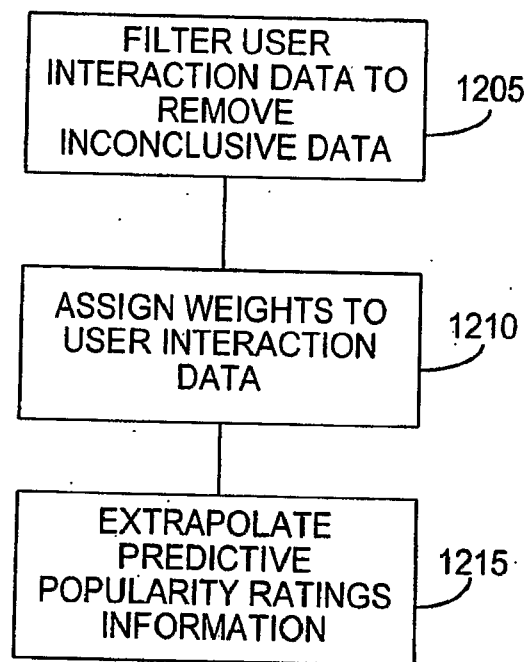 FILTER USER
INTERACTION DATA TO
REMOVE
INCONCLUSIVE DATA
1205
ASSIGN WEIGHTS TO
USER INTERACTION
DATA
1210
EXTRAPOLATE
PREDICTIVE
POPULARITY RATINGS
INFORMATION
1215